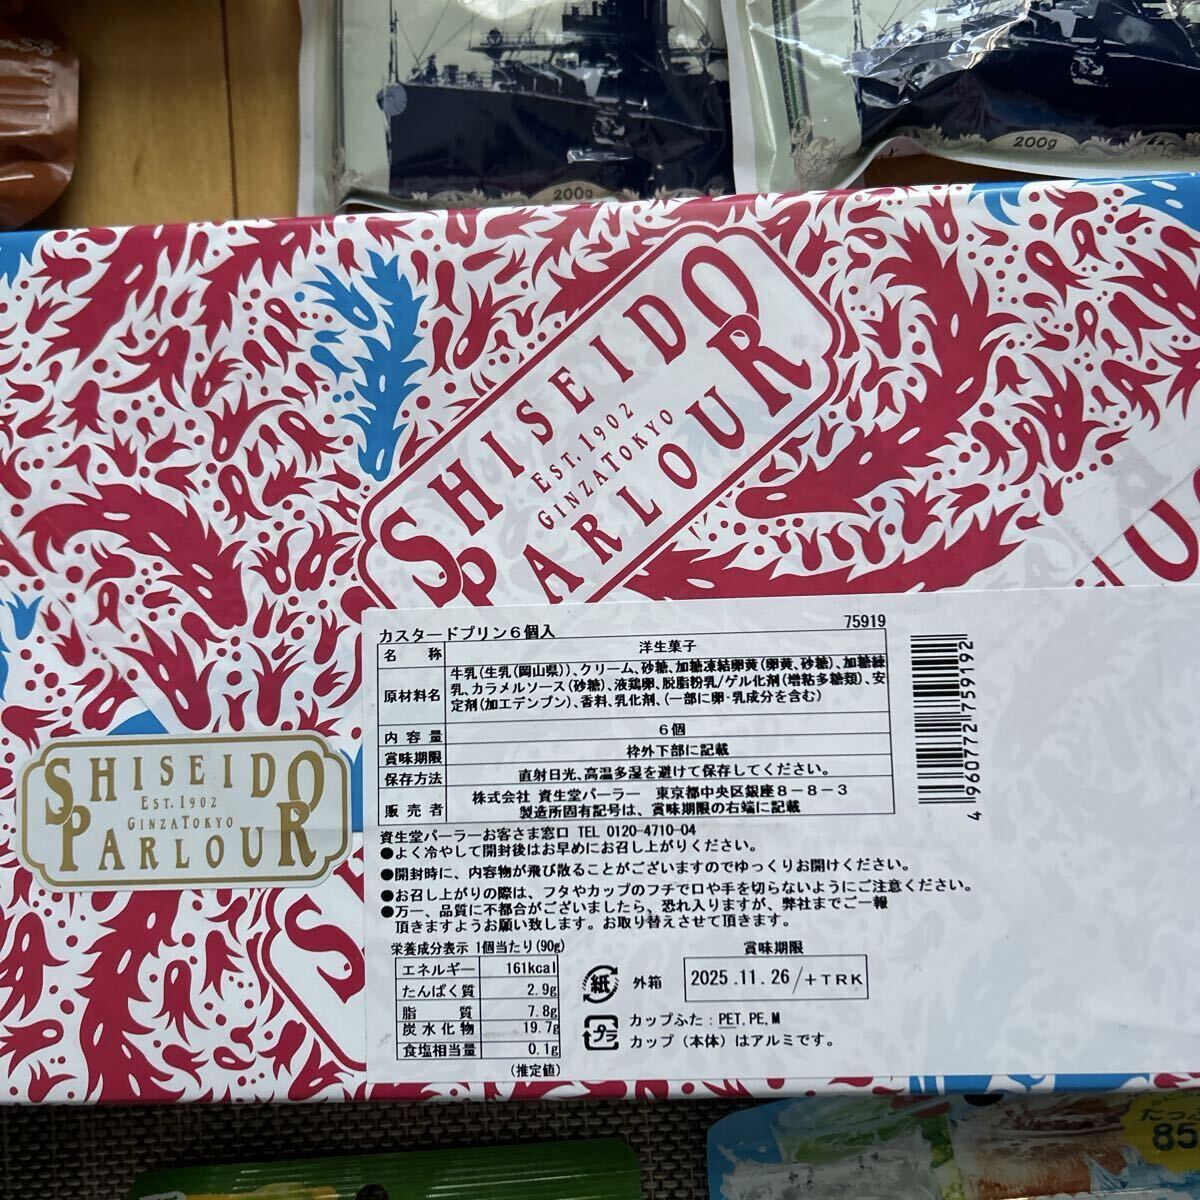 200g
200g
SHISEIDO
EST. 1902
GINZA TOKYO
PARLOUR
SHISEIDO
EST. 1902
GINZA TOKYO
PARLOUR
カスタードプリン6個入
75919
名称 洋生菓子
原材料名 牛乳(生乳(岡山県))、クリーム、砂糖、加糖凍結卵黄(卵黄、砂糖)、加糖練
乳、カラメルソース(砂糖)、液鶏卵、脱脂粉乳/ゲル化剤(増粘多糖類)、安
定剤(加工デンプン)、香料、乳化剤、(一部に卵・乳成分を含む)
内容量 6個
賞味期限 枠外下部に記載
保存方法 直射日光、高温多湿を避けて保存してください。
販売者 株式会社 資生堂パーラー 東京都中央区銀座8-8-3
製造所固有記号は、賞味期限の右端に記載
4960772759192
資生堂パーラーお客さま窓口 TEL 0120-4710-04
●よく冷やして開封後はお早めにお召し上がりください。
●開封時に、内容物が飛び散ることがございますのでゆっくりお開けください。
●お召し上がりの際は、フタやカップのフチで口や手を切らないようにご注意ください。
●万一、品質に不都合がございましたら、恐れ入りますが、弊社までご一報
頂きますようお願い致します。お取り替えさせて頂きます。
栄養成分表示 1個当たり(90g)
エネルギー 161kcal
たんぱく質 2.9g
脂質 7.8g
炭水化物 19.7g
食塩相当量 0.1g
(推定値)
紙 外箱
賞味期限
2025.11.26/+TRK
プラ カップふた:PET,PE,M
カップ(本体)はアルミです。
たっぷ
85